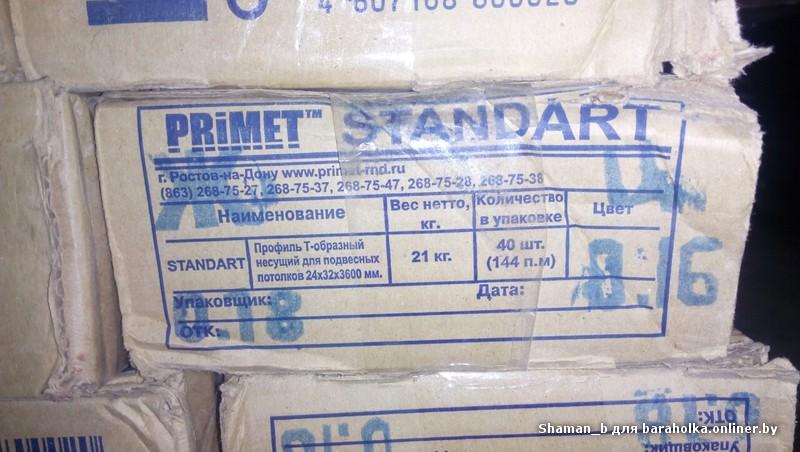 PRiMET™ STANDART
г. Ростов-на-Дону www.primet-rnd.ru
(863) 268-75-27, 268-75-37, 268-75-47, 268-75-28, 268-75-38
Наименование
Вес нетто, кг.
Количество в упаковке
Цвет
STANDART
Профиль Т-образный
несущий для подвесных
потолков 24х32х3600 мм.
21 кг.
40 шт.
(144 п.м)
Упаковщик:
Дата:
ОТК:
ОТК:
Упаковщик:
Shaman_b для baraholka.onliner.by